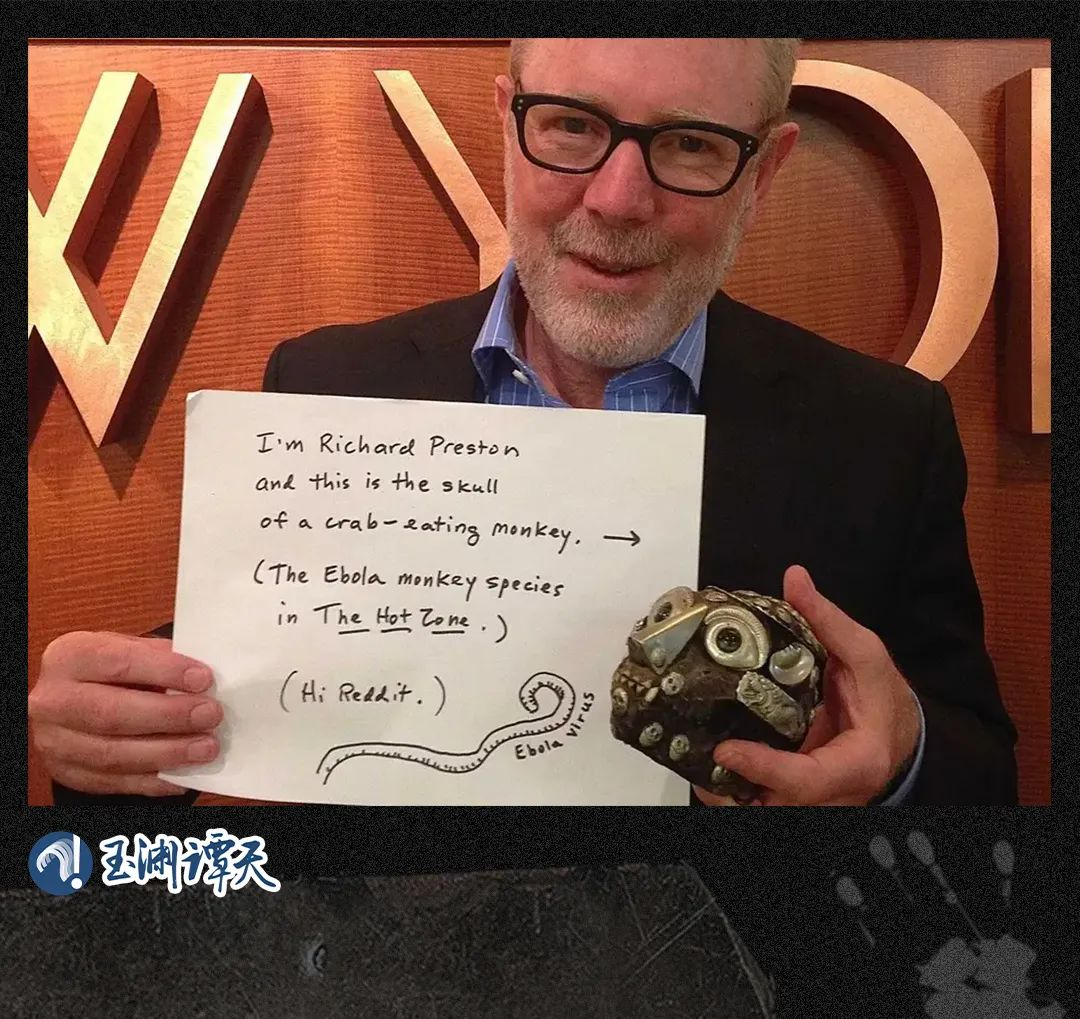 W YO
I'm Richard Preston
and this is the skull
of a crab-eating monkey. →
(The Ebola monkey species
in The Hot Zone.)
(Hi Reddit.)
Ebola virus
玉渊谭天